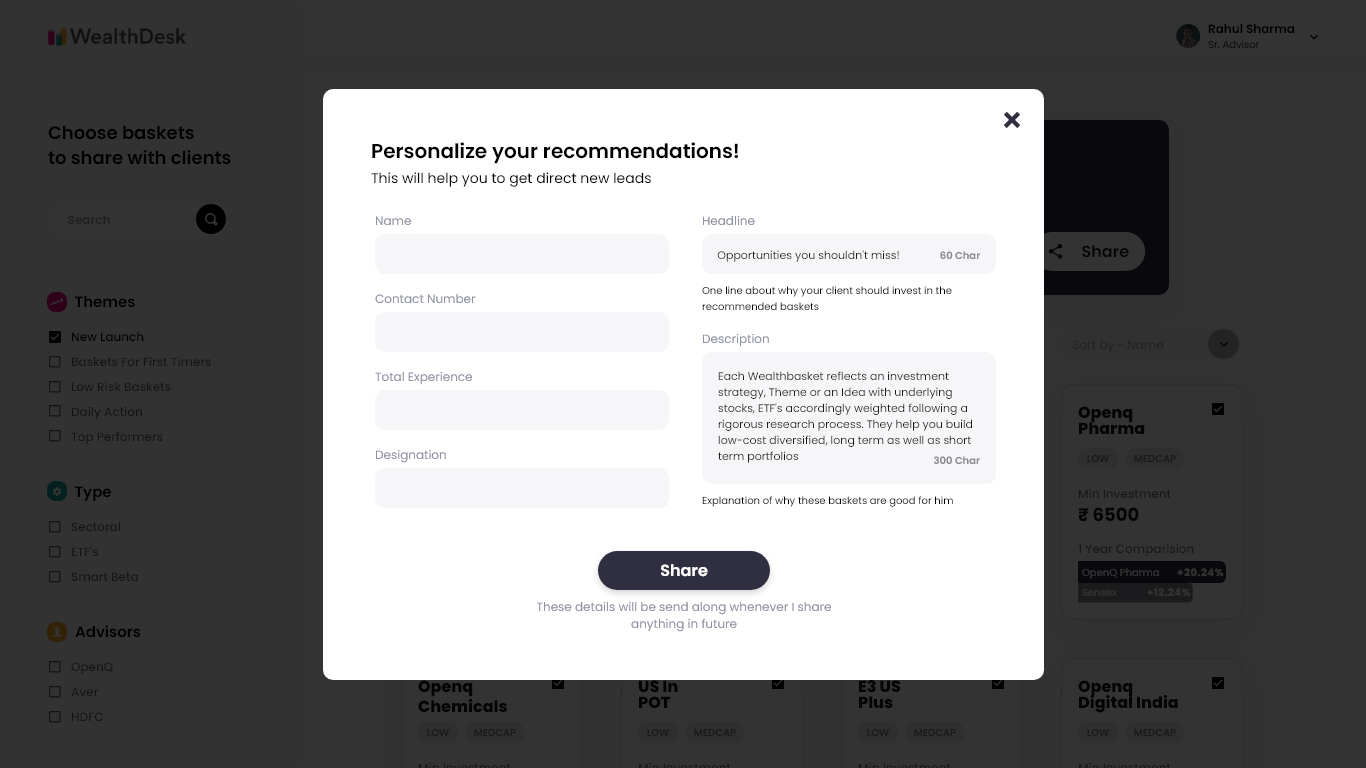 WealthDesk
Rahul Sharma
Sr. Advisor
Choose baskets
to share with clients
Search
Themes
New Launch
Baskets For First Timers
Low Risk Baskets
Daily Action
Top Performers
Type
Sectoral
ETF's
Smart Beta
Advisors
OpenQ
Aver
HDFC
Personalize your recommendations!
This will help you to get direct new leads
Name
Contact Number
Total Experience
Designation
Headline
Opportunities you shouldn't miss!
60 Char
One line about why your client should invest in the
recommended baskets
Description
Each Wealthbasket reflects an investment
strategy, Theme or an Idea with underlying
stocks, ETF's accordingly weighted following a
rigorous research process. They help you build
low-cost diversified, long term as well as short
term portfolios
300 Char
Explanation of why these baskets are good for him
Share
These details will be send along whenever I share
anything in future
Share
Sort by - Name
Openq
Pharma
LOW MEDCAP
Min Investment
₹ 6500
1 Year Comparision
OpenQ Pharma +20.24%
Sensex +12.24%
Openq
Chemicals
LOW MEDCAP
Min Investment
US In
POT
LOW MEDCAP
Min Investment
E3 US
Plus
LOW MEDCAP
Min Investment
Openq
Digital India
LOW MEDCAP
Min Investment